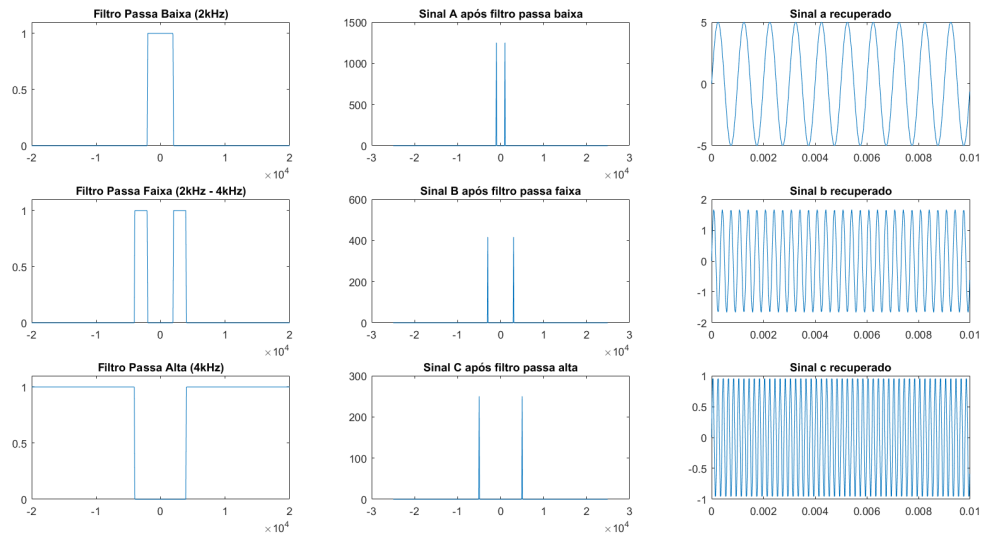 Filtro Passa Baixa (2kHz)
1
0.5
0
-2 -1 0 1 2
×10^4
Sinal A após filtro passa baixa
1500
1000
500
0
-3 -2 -1 0 1 2 3
×10^4
Sinal a recuperado
5
0
-5
0 0.002 0.004 0.006 0.008 0.01
Filtro Passa Faixa (2kHz - 4kHz)
1
0.5
0
-2 -1 0 1 2
×10^4
Sinal B após filtro passa faixa
600
400
200
0
-3 -2 -1 0 1 2 3
×10^4
Sinal b recuperado
2
1
0
-1
-2
0 0.002 0.004 0.006 0.008 0.01
Filtro Passa Alta (4kHz)
1
0.5
0
-2 -1 0 1 2
×10^4
Sinal C após filtro passa alta
300
200
100
0
-3 -2 -1 0 1 2 3
×10^4
Sinal c recuperado
1
0.5
0
-0.5
-1
0 0.002 0.004 0.006 0.008 0.01